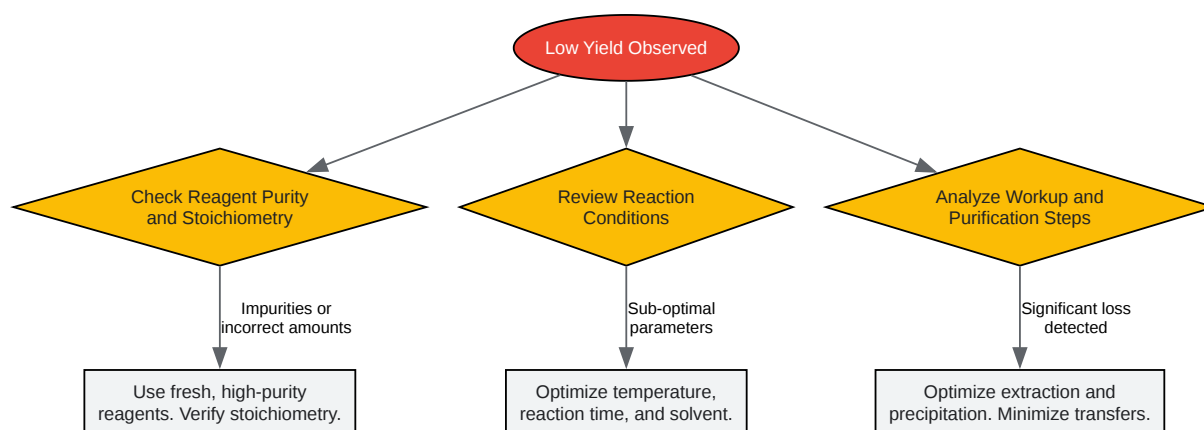 Low Yield Observed
Check Reagent Purity
and Stoichiometry
Review Reaction
Conditions
Analyze Workup and
Purification Steps
Impurities or
incorrect amounts
Sub-optimal
parameters
Significant loss
detected
Use fresh, high-purity
reagents. Verify stoichiometry.
Optimize temperature,
reaction time, and solvent.
Optimize extraction and
precipitation. Minimize transfers.